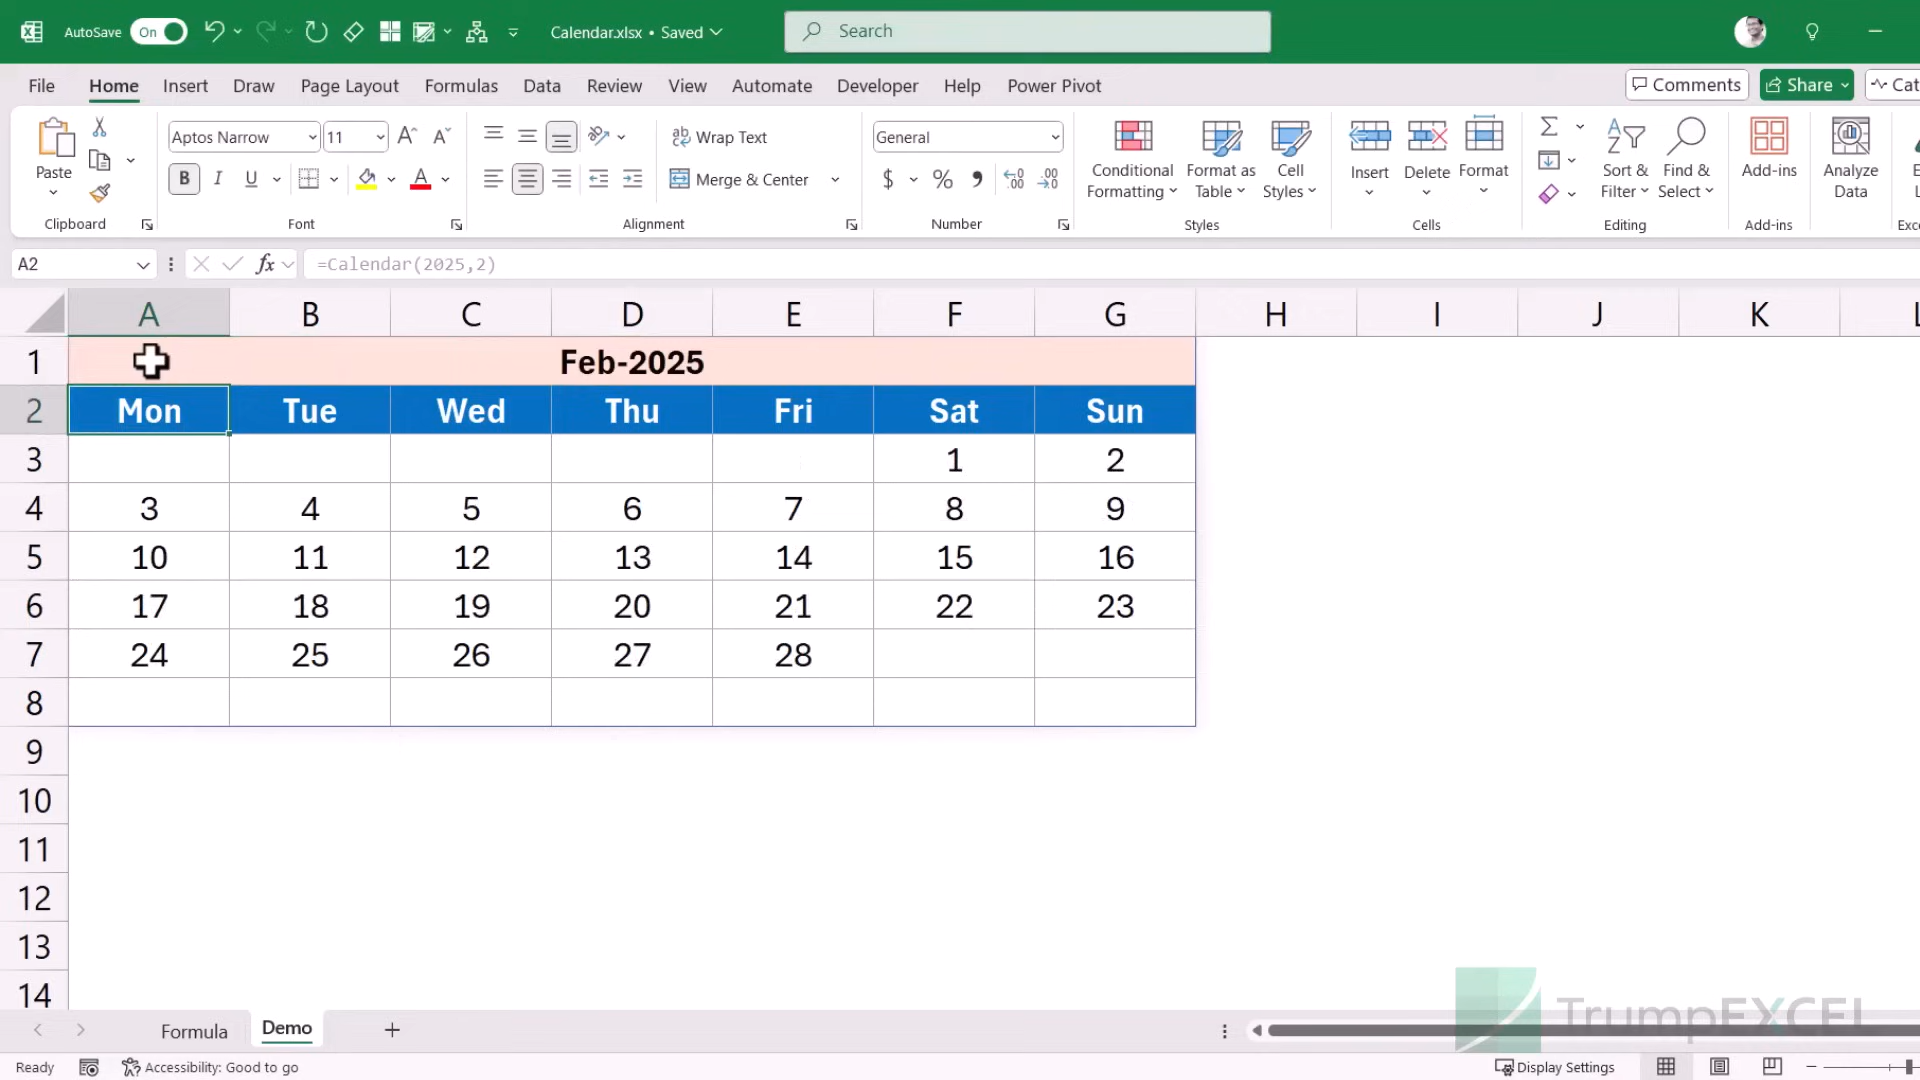 AutoSave On Calendar.xlsx • Saved Search
File Home Insert Draw Page Layout Formulas Data Review View Automate Developer Help Power Pivot Comments Share Cat
Aptos Narrow 11 Wrap Text General
Paste B I U A Merge & Center $ % Conditional Formatting Format as Table Cell Styles Insert Delete Format Sort & Filter Find & Select Add-ins Analyze Data
Clipboard Font Alignment Number Styles Cells Editing Add-ins Exce
A2 fx =Calendar(2025,2)
A B C D E F G H I J K L
1 Feb-2025
2 Mon Tue Wed Thu Fri Sat Sun
3 1 2
4 3 4 5 6 7 8 9
5 10 11 12 13 14 15 16
6 17 18 19 20 21 22 23
7 24 25 26 27 28
8
9
10
11
12
13
14
TrumpEXCEL
Formula Demo
Ready Accessibility: Good to go Display Settings